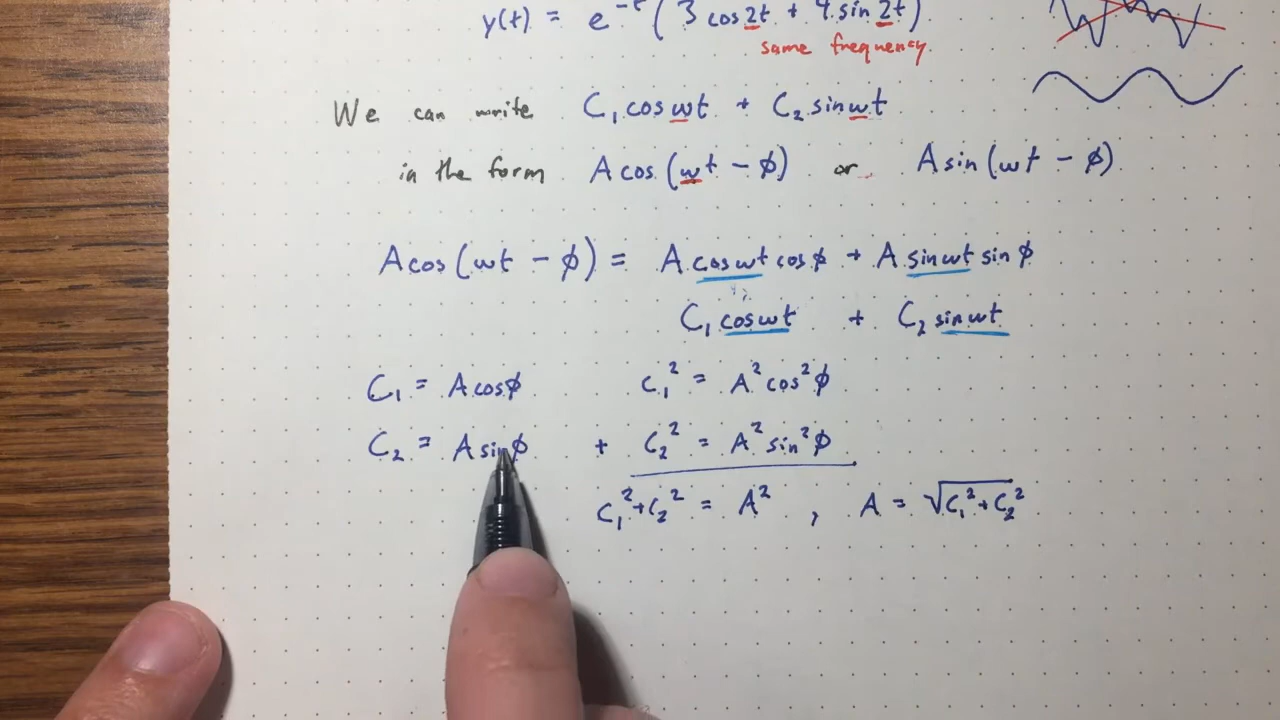 y(t) = e^-t ( 3 cos 2t + 4 sin 2t )
same frequency
We can write C₁ cos ωt + C₂ sin ωt
in the form A cos (ωt - ϕ) or A sin (ωt - ϕ)
A cos (ωt - ϕ) = A cos ωt cos ϕ + A sin ωt sin ϕ
C₁ cos ωt + C₂ sin ωt
C₁ = A cos ϕ C₁² = A² cos² ϕ
C₂ = A sin ϕ + C₂² = A² sin² ϕ
C₁² + C₂² = A² , A = √(C₁² + C₂²)